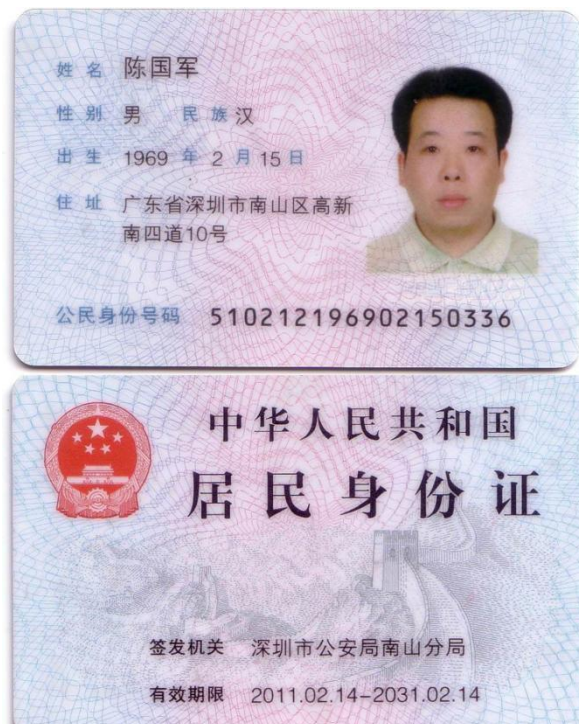 姓名 陈国军
性别 男 民族 汉
出生 1969 年 2 月 15 日
住址 广东省深圳市南山区高新
南四道10号
公民身份号码 510212196902150336
中华人民共和国
居民身份证
签发机关 深圳市公安局南山分局
有效期限 2011.02.14-2031.02.14